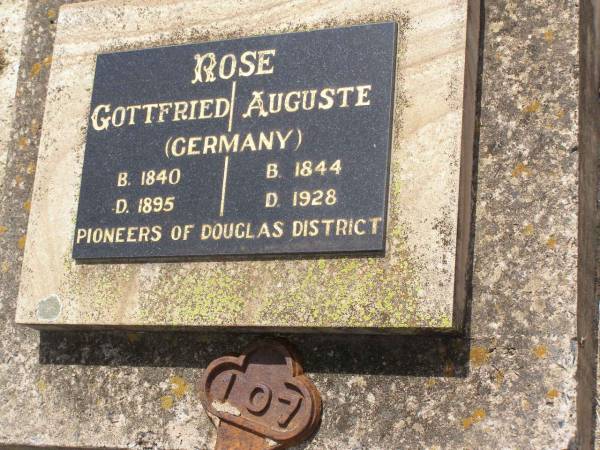 ROSE
GOTTFRIED AUGUSTE
(GERMANY)
B. 1840 B. 1844
D. 1895 D. 1928
PIONEERS OF DOUGLAS DISTRICT
107